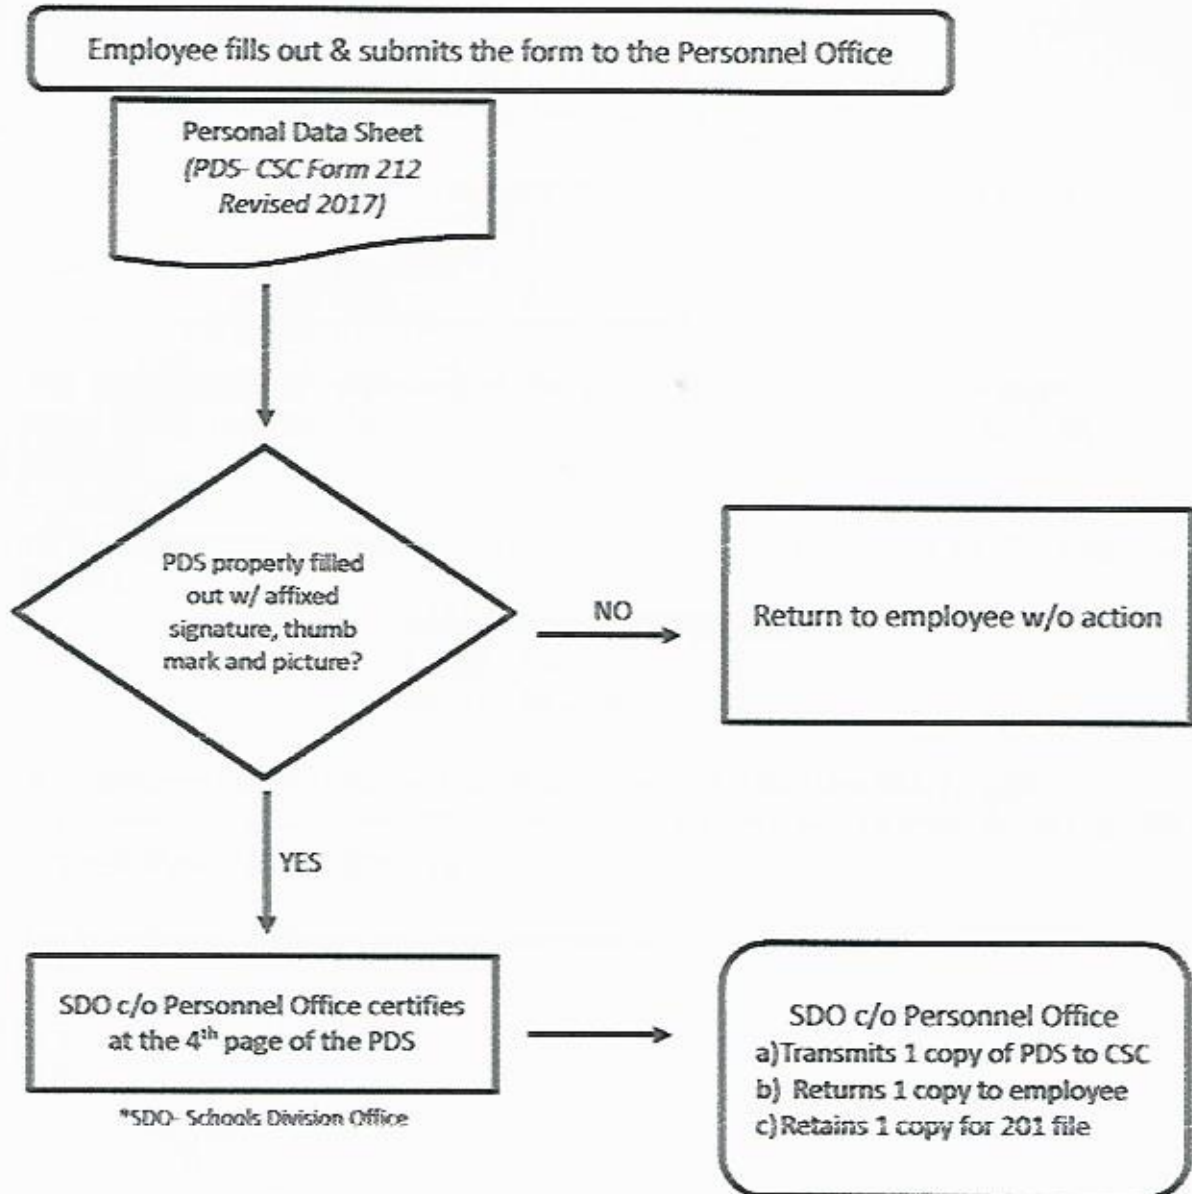 Employee fills out & submits the form to the Personnel Office
Personal Data Sheet
(PDS- CSC Form 212
Revised 2017)
PDS properly filled
out w/ affixed
signature, thumb
mark and picture?
NO
Return to employee w/o action
YES
SDO c/o Personnel Office certifies
at the 4th page of the PDS
*SDO- Schools Division Office
SDO c/o Personnel Office
a)Transmits 1 copy of PDS to CSC
b) Returns 1 copy to employee
c)Retains 1 copy for 201 file